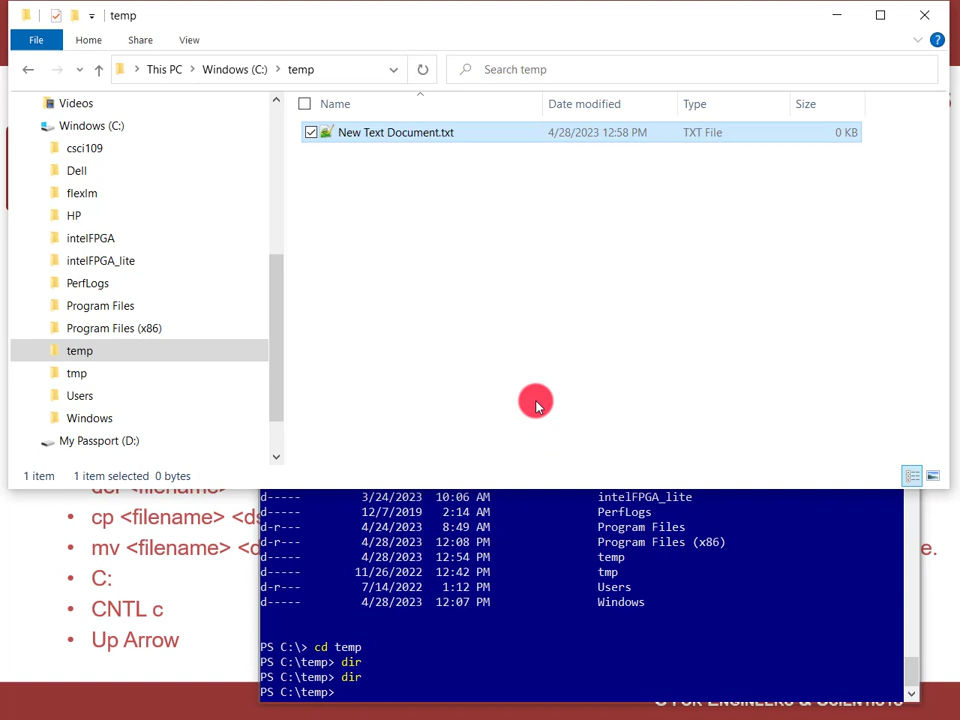 temp
File Home Share View
This PC > Windows (C:) > temp
Search temp
Name Date modified Type Size
New Text Document.txt 4/28/2023 12:58 PM TXT File 0 KB
Videos
Windows (C:)
csci109
Dell
flexlm
HP
intelFPGA
intelFPGA_lite
PerfLogs
Program Files
Program Files (x86)
temp
tmp
Users
Windows
My Passport (D:)
1 item 1 item selected 0 bytes
• cp <filename> <ds
• mv <filename> <d
e.
• C:
• CNTL c
• Up Arrow
d----- 3/24/2023 10:06 AM intelFPGA_lite
d----- 12/7/2019 2:14 AM PerfLogs
d-r--- 4/24/2023 8:49 AM Program Files
d-r--- 4/28/2023 12:08 PM Program Files (x86)
d----- 4/28/2023 12:54 PM temp
d----- 11/26/2022 12:42 PM tmp
d-r--- 7/14/2022 1:12 PM Users
d----- 4/28/2023 12:07 PM Windows
PS C:\> cd temp
PS C:\temp> dir
PS C:\temp> dir
PS C:\temp>
C FOR ENGINEERS & SCIENTISTS